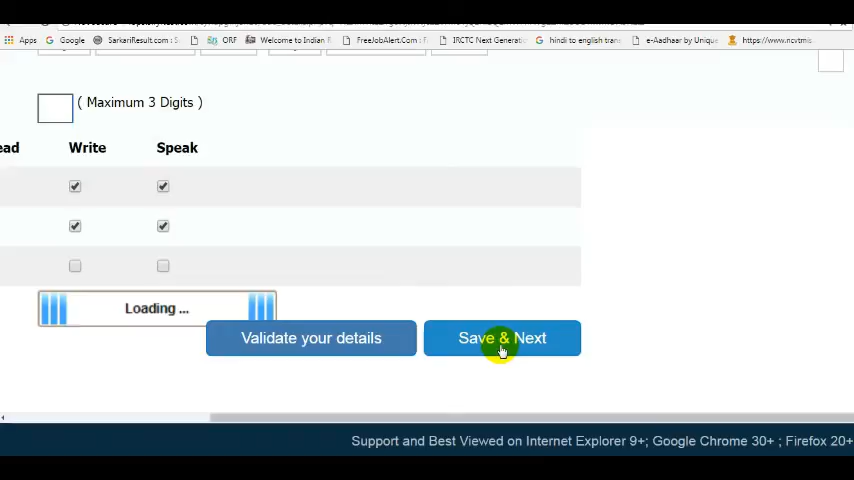 Apps Google SarkariResult.com : S ORF Welcome to Indian R FreeJobAlert.Com : F IRCTC Next Generatio hindi to english tran e-Aadhaar by Unique https://www.ncvtmis
( Maximum 3 Digits )
ead Write Speak
Loading ...
Validate your details Save & Next
Support and Best Viewed on Internet Explorer 9+; Google Chrome 30+ ; Firefox 20+